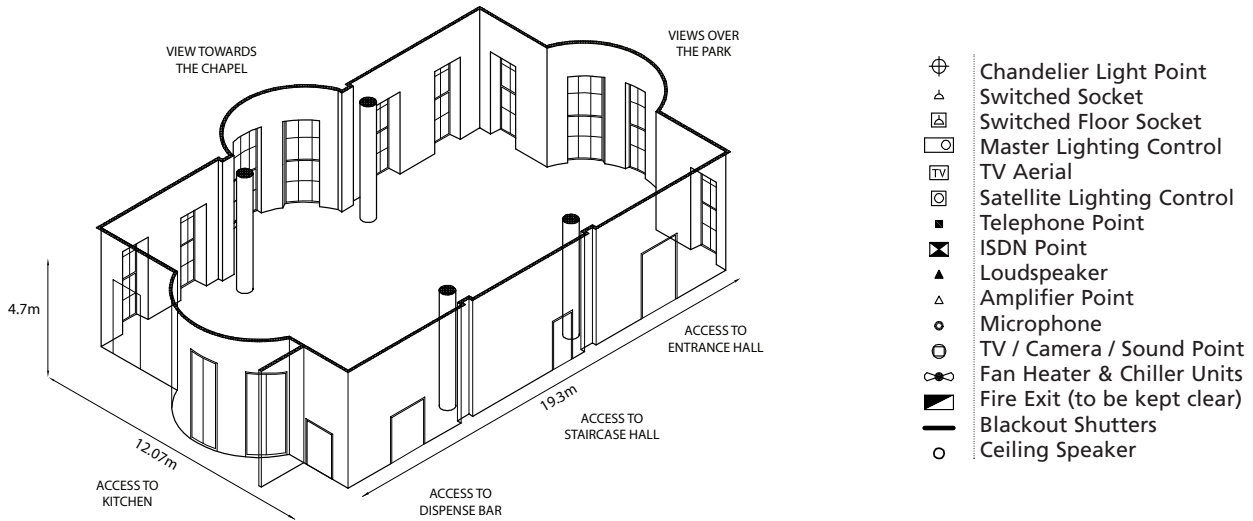 VIEW TOWARDS
THE CHAPEL
VIEWS OVER
THE PARK
4.7m
12.07m
19.3m
ACCESS TO
ENTRANCE HALL
ACCESS TO
STAIRCASE HALL
ACCESS TO
KITCHEN
ACCESS TO
DISPENSE BAR
Chandelier Light Point
Switched Socket
Switched Floor Socket
Master Lighting Control
TV TV Aerial
Satellite Lighting Control
Telephone Point
ISDN Point
Loudspeaker
Amplifier Point
Microphone
TV / Camera / Sound Point
Fan Heater & Chiller Units
Fire Exit (to be kept clear)
Blackout Shutters
Ceiling Speaker